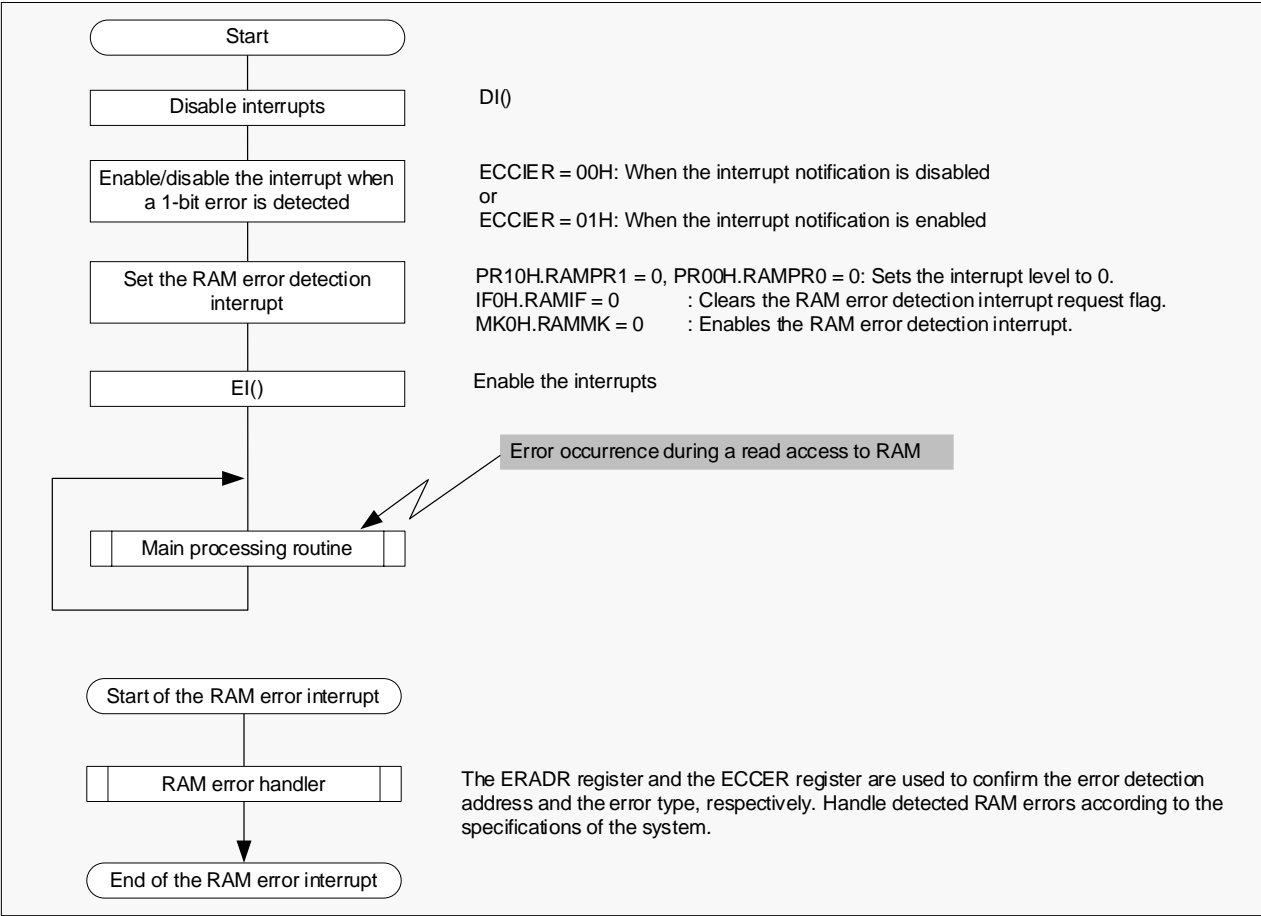 Start
Disable interrupts
DI()
Enable/disable the interrupt when
a 1-bit error is detected
ECCIER = 00H: When the interrupt notification is disabled
or
ECCIER = 01H: When the interrupt notification is enabled
Set the RAM error detection
interrupt
PR10H.RAMPR1 = 0, PR00H.RAMPR0 = 0: Sets the interrupt level to 0.
IF0H.RAMIF = 0 : Clears the RAM error detection interrupt request flag.
MK0H.RAMMK = 0 : Enables the RAM error detection interrupt.
EI()
Enable the interrupts
Error occurrence during a read access to RAM
Main processing routine
Start of the RAM error interrupt
RAM error handler
The ERADR register and the ECCER register are used to confirm the error detection
address and the error type, respectively. Handle detected RAM errors according to the
specifications of the system.
End of the RAM error interrupt